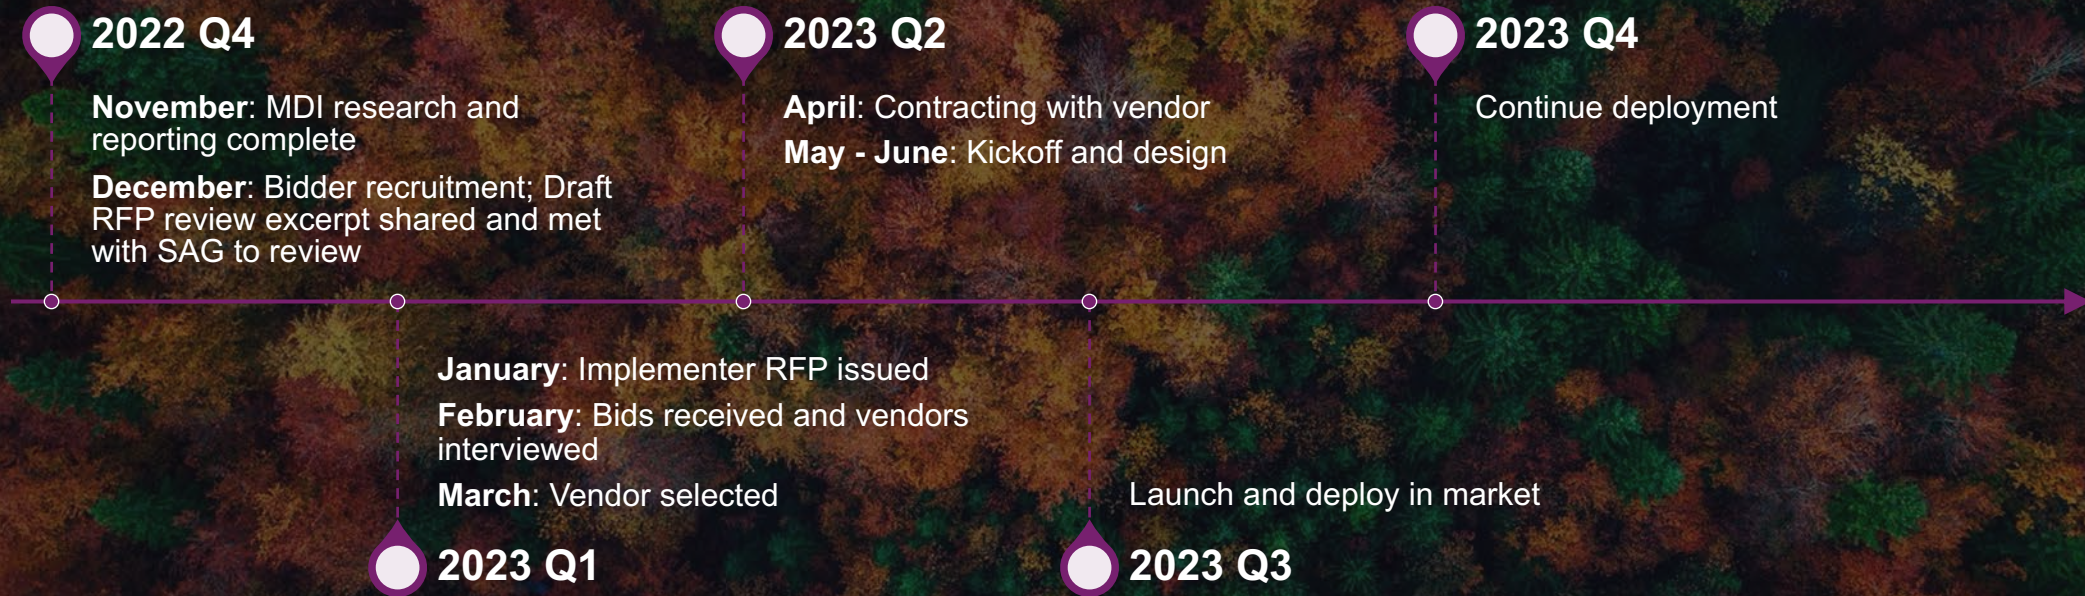 2022 Q4
November: MDI research and
reporting complete
December: Bidder recruitment; Draft
RFP review excerpt shared and met
with SAG to review
January: Implementer RFP issued
February: Bids received and vendors
interviewed
March: Vendor selected
2023 Q1
2023 Q2
April: Contracting with vendor
May - June: Kickoff and design
Launch and deploy in market
2023 Q3
2023 Q4
Continue deployment